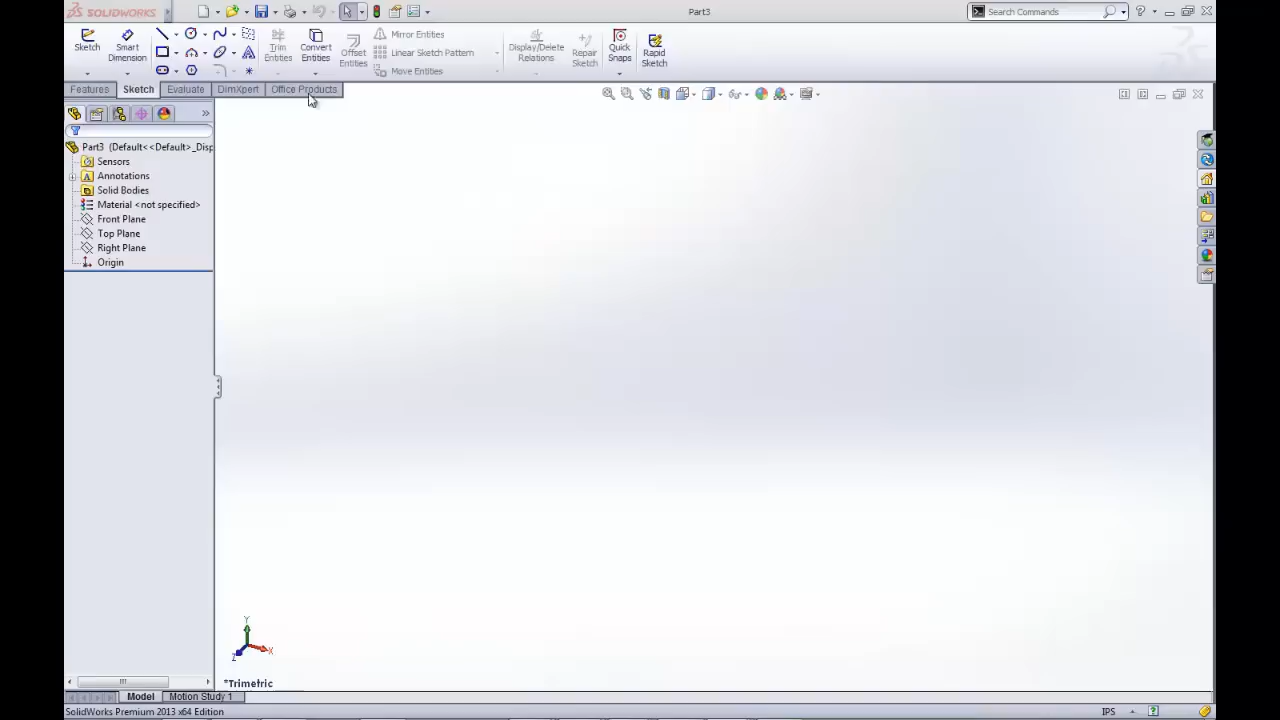 SOLIDWORKS
Part3
Search Commands
Sketch
Smart Dimension
Trim Entities
Convert Entities
Offset Entities
Mirror Entities
Linear Sketch Pattern
Move Entities
Display/Delete Relations
Repair Sketch
Quick Snaps
Rapid Sketch
Features
Sketch
Evaluate
DimXpert
Office Products
Part3 (Default<<Default>_Disp
Sensors
Annotations
Solid Bodies
Material <not specified>
Front Plane
Top Plane
Right Plane
Origin
Y
X
Z
*Trimetric
Model
Motion Study 1
SolidWorks Premium 2013 x64 Edition
IPS